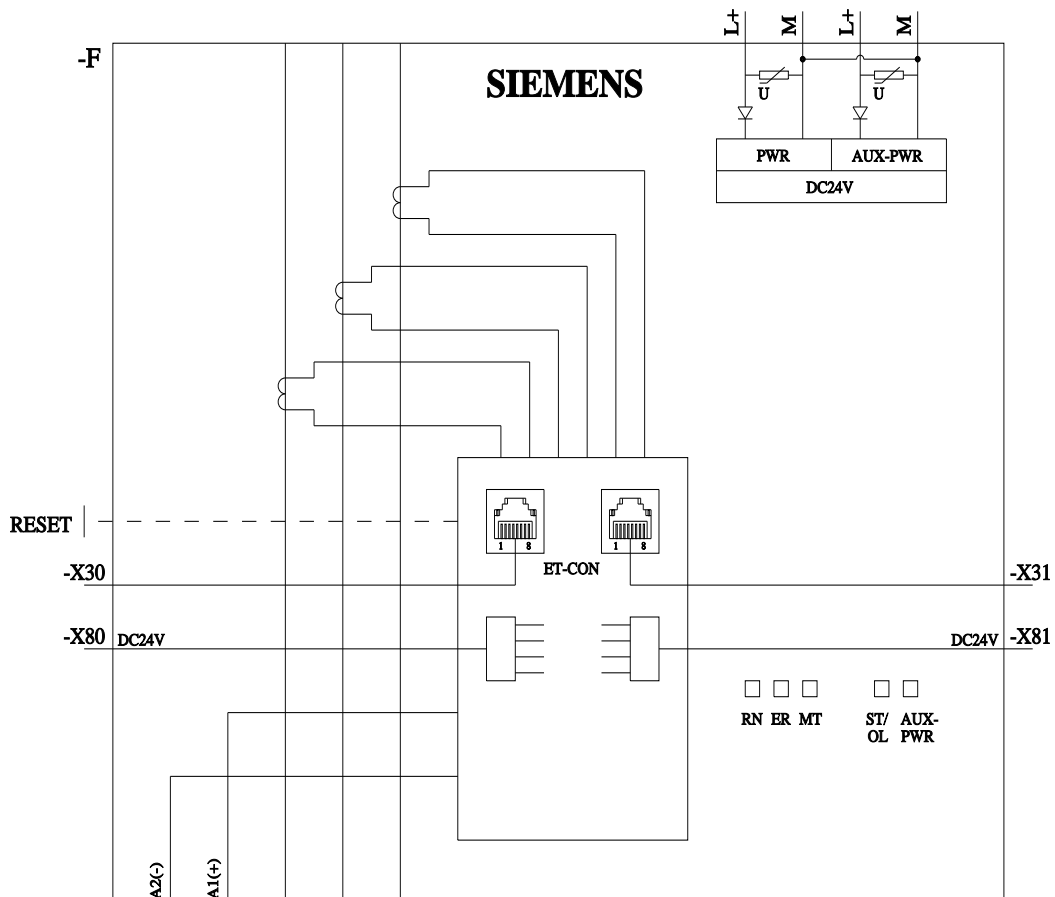 L+ M L+ M
-F
SIEMENS
U U
PWR AUX-PWR
DC24V
RESET
1 8 1 8
ET-CON
-X30 -X31
-X80 DC24V DC24V -X81
RN ER MT ST/ AUX-
OL PWR
A2(-) A1(+)